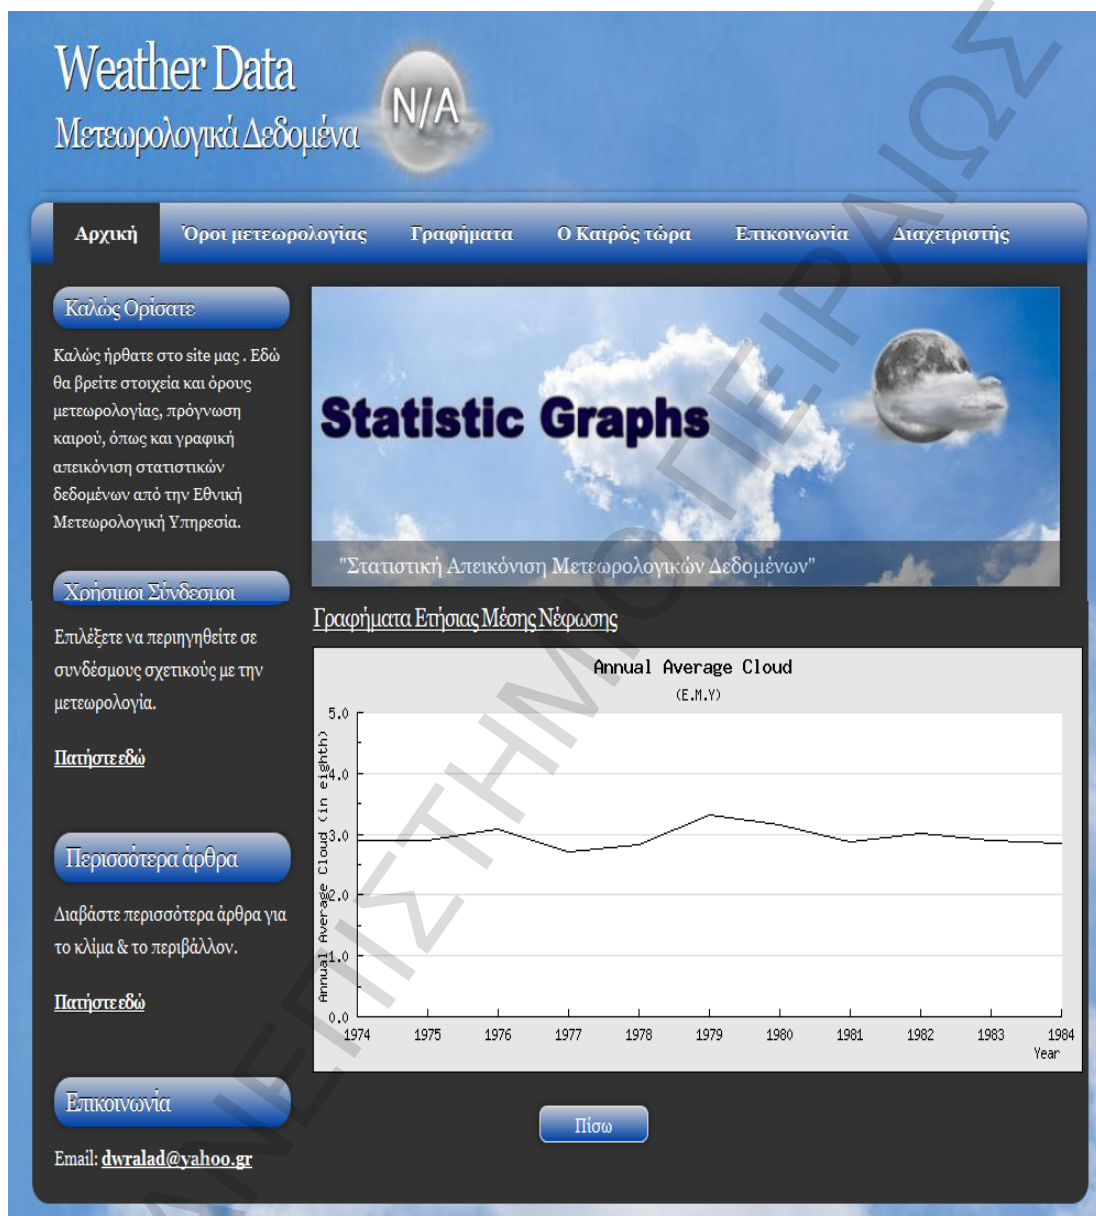 Weather Data
Μετεωρολογικά Δεδομένα
N/A
Αρχική Όροι μετεωρολογίας Γραφήματα Ο Καιρός τώρα Επικοινωνία Διαχειριστής
Καλώς Ορίσατε
Καλώς ήρθατε στο site μας . Εδώ
θα βρείτε στοιχεία και όρους
μετεωρολογίας, πρόγνωση
καιρού, όπως και γραφική
απεικόνιση στατιστικών
δεδομένων από την Εθνική
Μετεωρολογική Υπηρεσία.
Χρήσιμοι Σύνδεσμοι
Επιλέξετε να περιηγηθείτε σε
συνδέσμους σχετικούς με την
μετεωρολογία.
Πατήστε εδώ
Περισσότερα άρθρα
Διαβάστε περισσότερα άρθρα για
το κλίμα & το περιβάλλον.
Πατήστε εδώ
Επικοινωνία
Email: dwralad@yahoo.gr
Statistic Graphs
"Στατιστική Απεικόνιση Μετεωρολογικών Δεδομένων"
Γραφήματα Ετήσιας Μέσης Νέφωσης
Annual Average Cloud
(E.M.Y)
Annual Average Cloud (in eighth)
5.0
4.0
3.0
2.0
1.0
0.0
1974 1975 1976 1977 1978 1979 1980 1981 1982 1983 1984
Year
Πίσω
ΠΑΝΕΠΙΣΤΗΜΙΟ ΠΕΙΡΑΙΩΣ